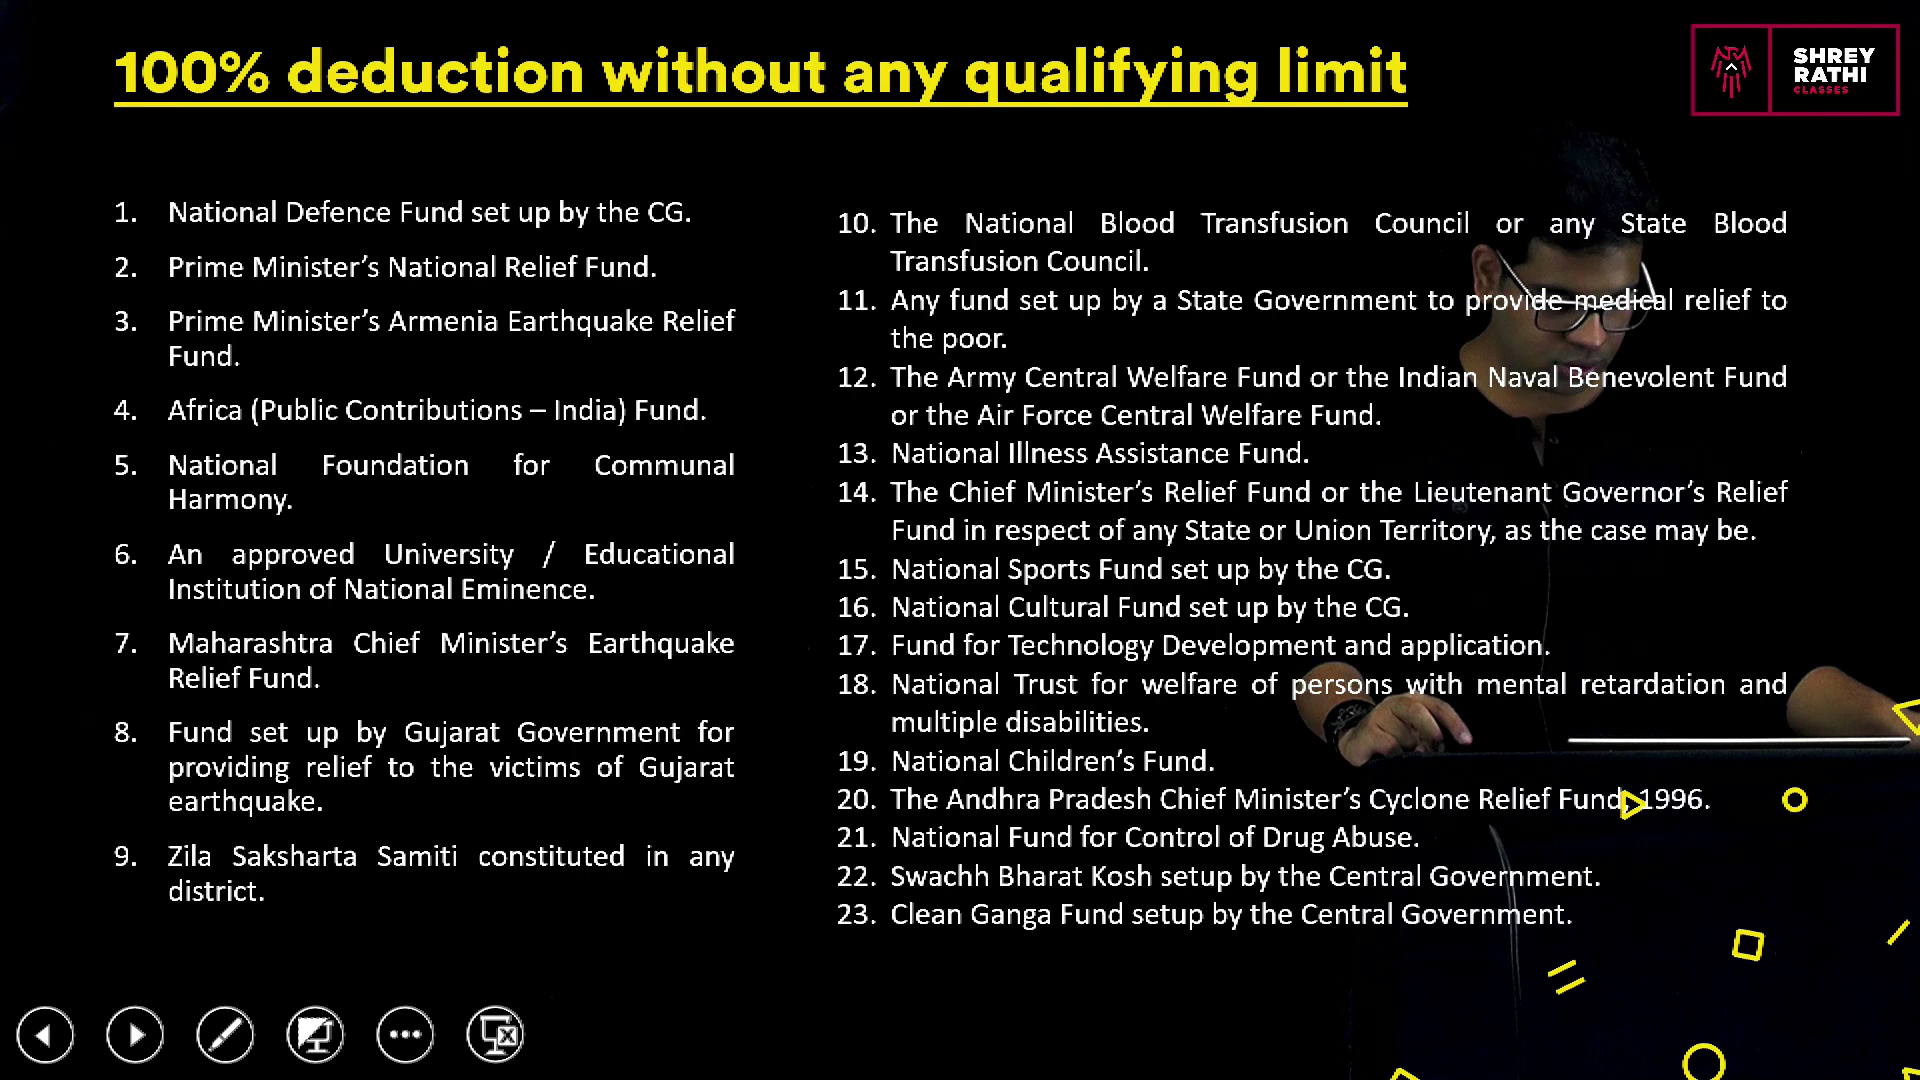 100% deduction without any qualifying limit
SHREY
RATHI
CLASSES
1. National Defence Fund set up by the CG.
2. Prime Minister’s National Relief Fund.
3. Prime Minister’s Armenia Earthquake Relief
Fund.
4. Africa (Public Contributions – India) Fund.
5. National Foundation for Communal
Harmony.
6. An approved University / Educational
Institution of National Eminence.
7. Maharashtra Chief Minister’s Earthquake
Relief Fund.
8. Fund set up by Gujarat Government for
providing relief to the victims of Gujarat
earthquake.
9. Zila Saksharta Samiti constituted in any
district.
10. The National Blood Transfusion Council or any State Blood
Transfusion Council.
11. Any fund set up by a State Government to provide medical relief to
the poor.
12. The Army Central Welfare Fund or the Indian Naval Benevolent Fund
or the Air Force Central Welfare Fund.
13. National Illness Assistance Fund.
14. The Chief Minister’s Relief Fund or the Lieutenant Governor’s Relief
Fund in respect of any State or Union Territory, as the case may be.
15. National Sports Fund set up by the CG.
16. National Cultural Fund set up by the CG.
17. Fund for Technology Development and application.
18. National Trust for welfare of persons with mental retardation and
multiple disabilities.
19. National Children’s Fund.
20. The Andhra Pradesh Chief Minister’s Cyclone Relief Fund, 1996.
21. National Fund for Control of Drug Abuse.
22. Swachh Bharat Kosh setup by the Central Government.
23. Clean Ganga Fund setup by the Central Government.